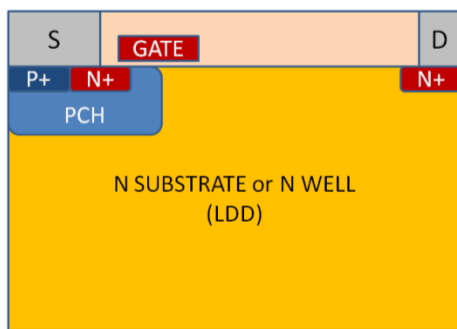 S
GATE
D
P+
N+
N+
PCH
N SUBSTRATE or N WELL
(LDD)